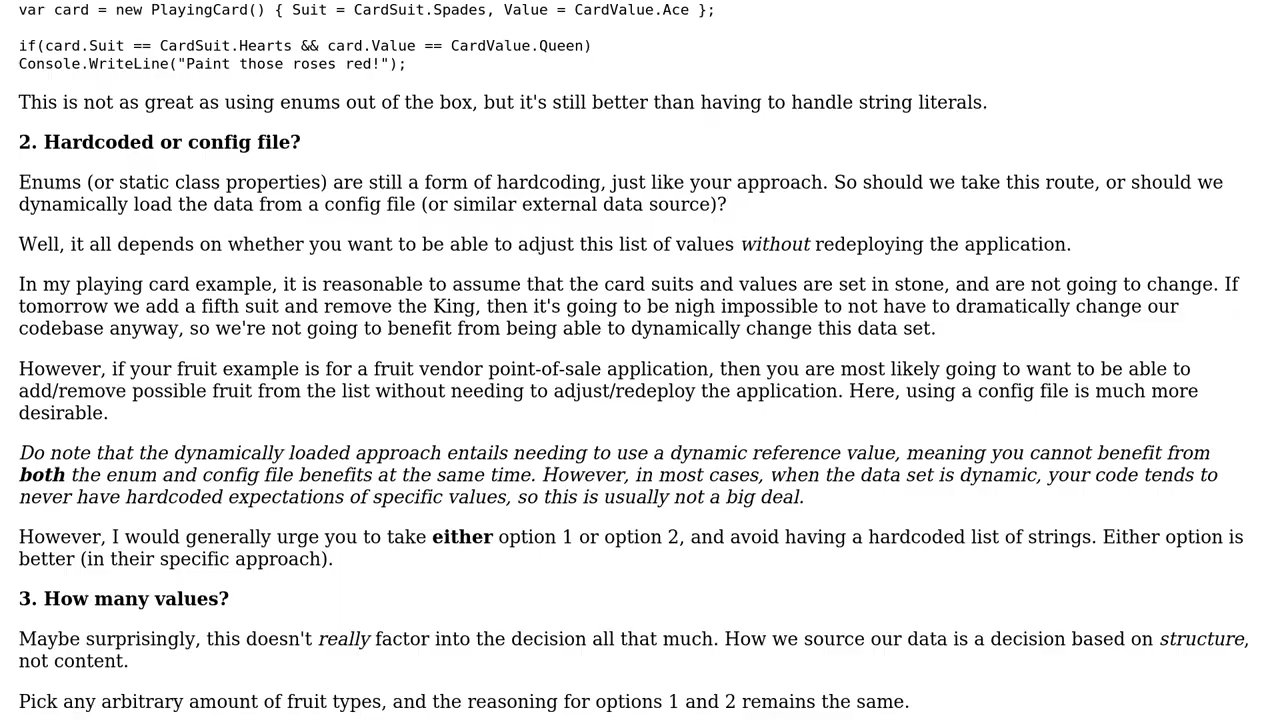 var card = new PlayingCard() { Suit = CardSuit.Spades, Value = CardValue.Ace };
if(card.Suit == CardSuit.Hearts && card.Value == CardValue.Queen)
Console.WriteLine("Paint those roses red!");
This is not as great as using enums out of the box, but it's still better than having to handle string literals.
2. Hardcoded or config file?
Enums (or static class properties) are still a form of hardcoding, just like your approach. So should we take this route, or should we
dynamically load the data from a config file (or similar external data source)?
Well, it all depends on whether you want to be able to adjust this list of values without redeploying the application.
In my playing card example, it is reasonable to assume that the card suits and values are set in stone, and are not going to change. If
tomorrow we add a fifth suit and remove the King, then it's going to be nigh impossible to not have to dramatically change our
codebase anyway, so we're not going to benefit from being able to dynamically change this data set.
However, if your fruit example is for a fruit vendor point-of-sale application, then you are most likely going to want to be able to
add/remove possible fruit from the list without needing to adjust/redeploy the application. Here, using a config file is much more
desirable.
Do note that the dynamically loaded approach entails needing to use a dynamic reference value, meaning you cannot benefit from
both the enum and config file benefits at the same time. However, in most cases, when the data set is dynamic, your code tends to
never have hardcoded expectations of specific values, so this is usually not a big deal.
However, I would generally urge you to take either option 1 or option 2, and avoid having a hardcoded list of strings. Either option is
better (in their specific approach).
3. How many values?
Maybe surprisingly, this doesn't really factor into the decision all that much. How we source our data is a decision based on structure,
not content.
Pick any arbitrary amount of fruit types, and the reasoning for options 1 and 2 remains the same.